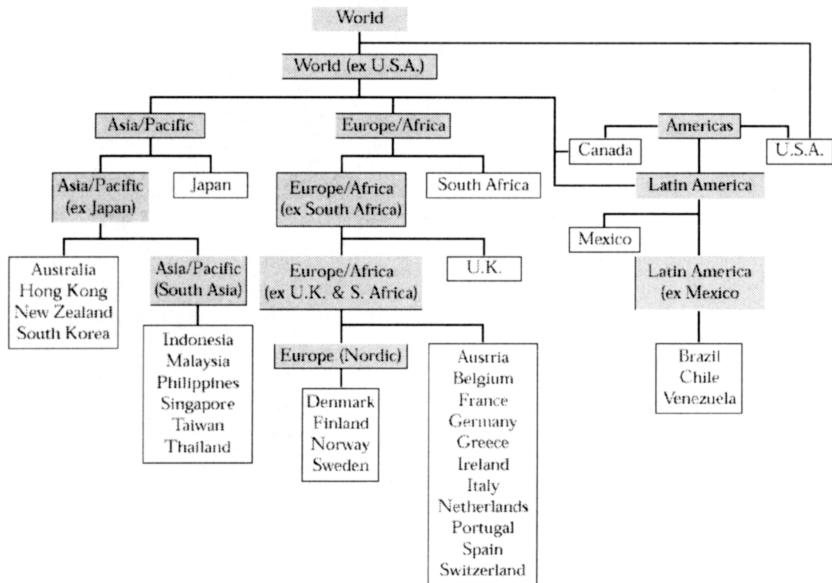 World
World (ex U.S.A.)
Asia/Pacific
Europe/Africa
Americas
Canada
U.S.A.
Asia/Pacific
(ex Japan)
Japan
Europe/Africa
(ex South Africa)
South Africa
Latin America
Mexico
Australia
Hong Kong
New Zealand
South Korea
Asia/Pacific
(South Asia)
Europe/Africa
(ex U.K. & S. Africa)
U.K.
Latin America
(ex Mexico
Indonesia
Malaysia
Philippines
Singapore
Taiwan
Thailand
Europe (Nordic)
Denmark
Finland
Norway
Sweden
Austria
Belgium
France
Germany
Greece
Ireland
Italy
Netherlands
Portugal
Spain
Switzerland
Brazil
Chile
Venezuela